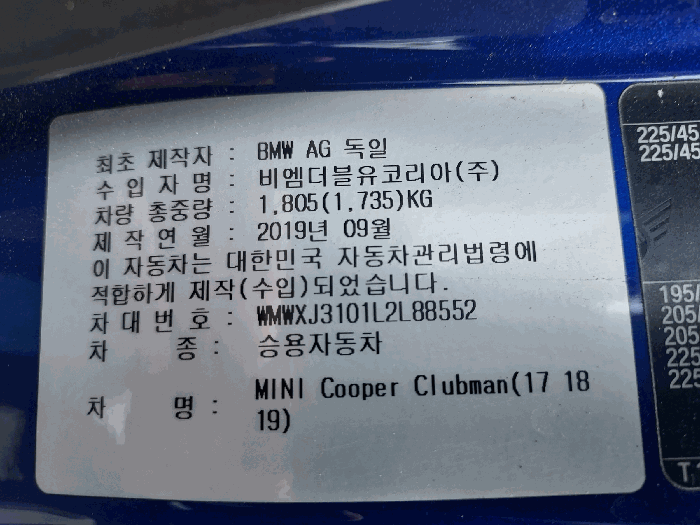 최초 제작자 : BMW AG 독일
수 입 자 명 : 비엠더블유코리아(주)
차량 총중량 : 1,805(1,735)KG
제 작 연 월 : 2019년 09월
이 자동차는 대한민국 자동차관리법령에
적합하게 제작(수입)되었습니다.
차 대 번 호 : WMWXJ3101L2L88552
차 종 : 승용자동차
차 명 : MINI Cooper Clubman(17 18
19)
225/45
225/45
195/
205/
205
225
225
T